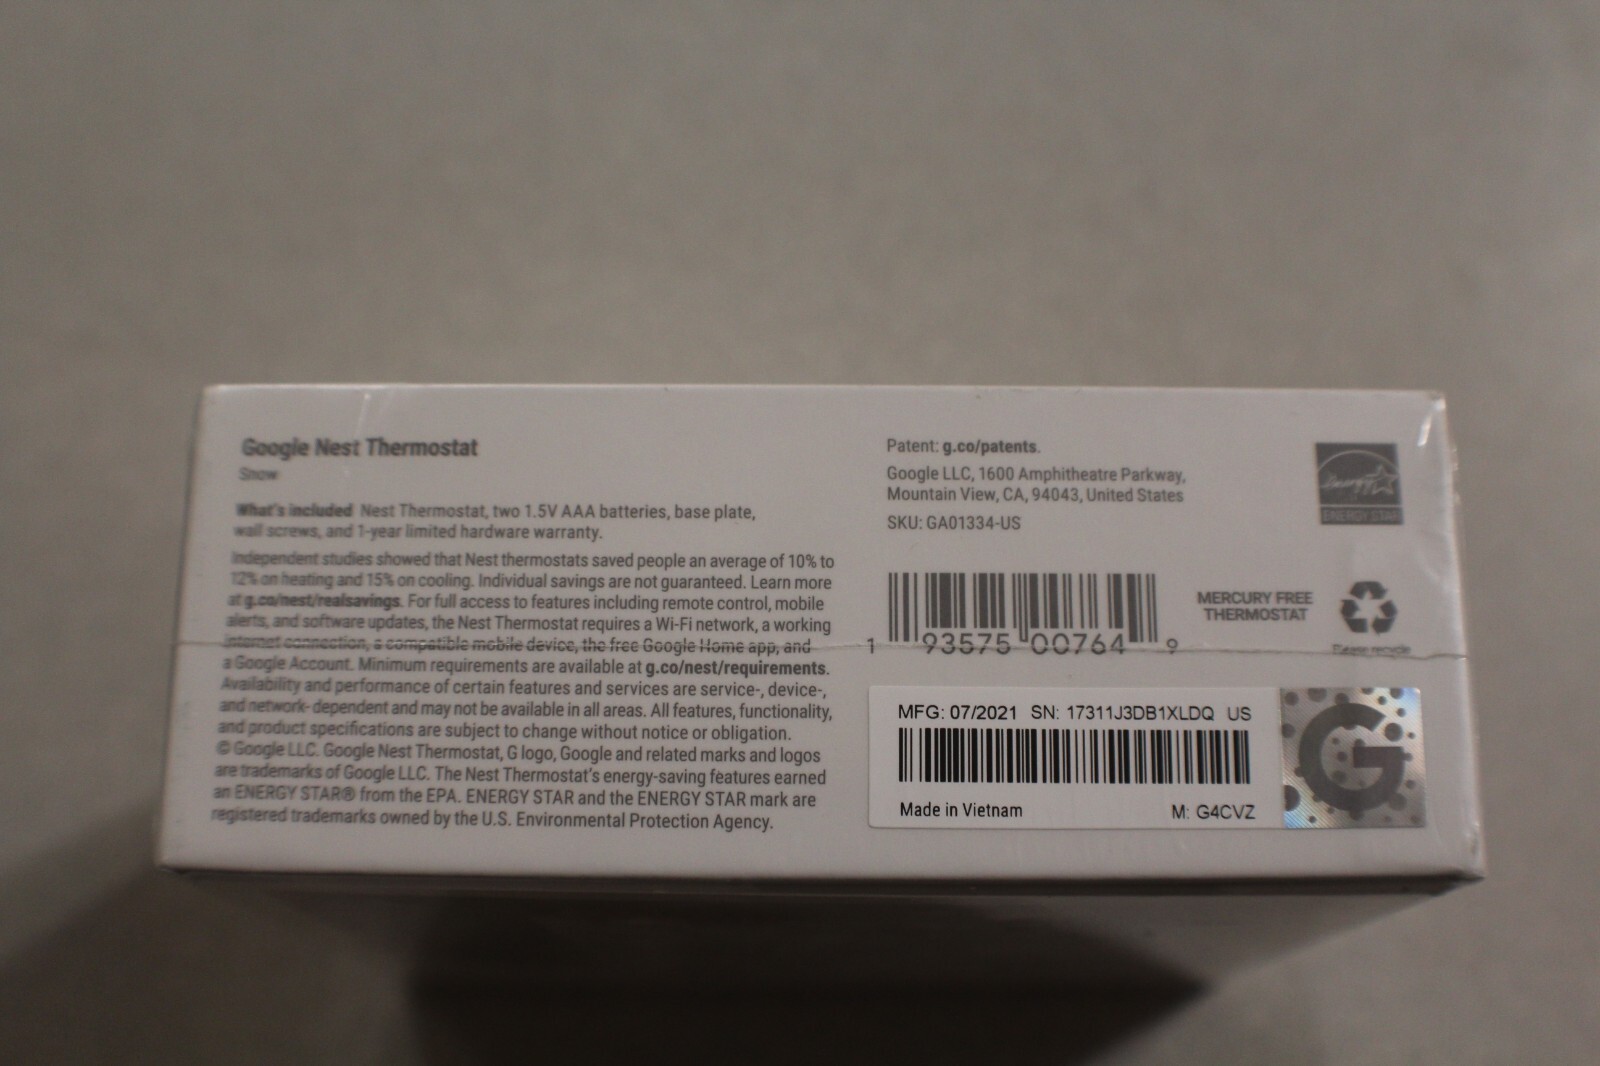 Google Nest Thermostat
Snow
What's included Nest Thermostat, two 1.5V AAA batteries, base plate,
wall screws, and 1-year limited hardware warranty.
Independent studies showed that Nest thermostats saved people an average of 10% to
12% on heating and 15% on cooling. Individual savings are not guaranteed. Learn more
at g.co/nest/realsavings. For full access to features including remote control, mobile
alerts, and software updates, the Nest Thermostat requires a Wi-Fi network, a working
internet connection, a compatible mobile device, the free Google Home app, and
a Google Account. Minimum requirements are available at g.co/nest/requirements.
Availability and performance of certain features and services are service-, device-,
and network-dependent and may not be available in all areas. All features, functionality,
and product specifications are subject to change without notice or obligation.
© Google LLC. Google Nest Thermostat, G logo, Google and related marks and logos
are trademarks of Google LLC. The Nest Thermostat's energy-saving features earned
an ENERGY STAR® from the EPA. ENERGY STAR and the ENERGY STAR mark are
registered trademarks owned by the U.S. Environmental Protection Agency.
Patent: g.co/patents.
Google LLC, 1600 Amphitheatre Parkway,
Mountain View, CA, 94043, United States
SKU: GA01334-US
energy
ENERGY STAR
1 93575 00764 9
MERCURY FREE
THERMOSTAT
Please recycle
MFG: 07/2021 SN: 17311J3DB1XLDQ US
Made in Vietnam M: G4CVZ
G